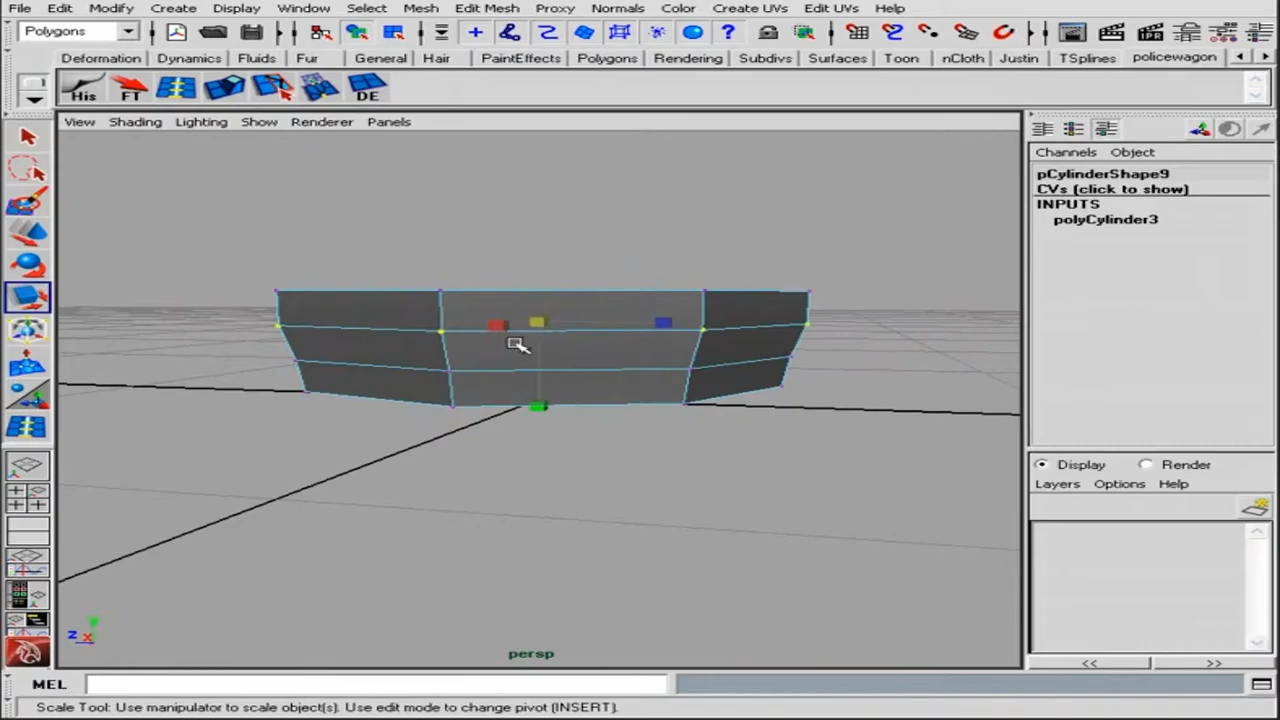 File Edit Modify Create Display Window Select Mesh Edit Mesh Proxy Normals Color Create UVs Edit UVs Help
Polygons
Deformation Dynamics Fluids Fur General Hair PaintEffects Polygons Rendering Subdivs Surfaces Toon nCloth Justin TSplines policewagon
His FT DE
View Shading Lighting Show Renderer Panels
Channels Object
pCylinderShape9
CVs (click to show)
INPUTS
polyCylinder3
Display Render
Layers Options Help
z x y
persp
<< >>
MEL
Scale Tool: Use manipulator to scale object(s). Use edit mode to change pivot (INSERT).